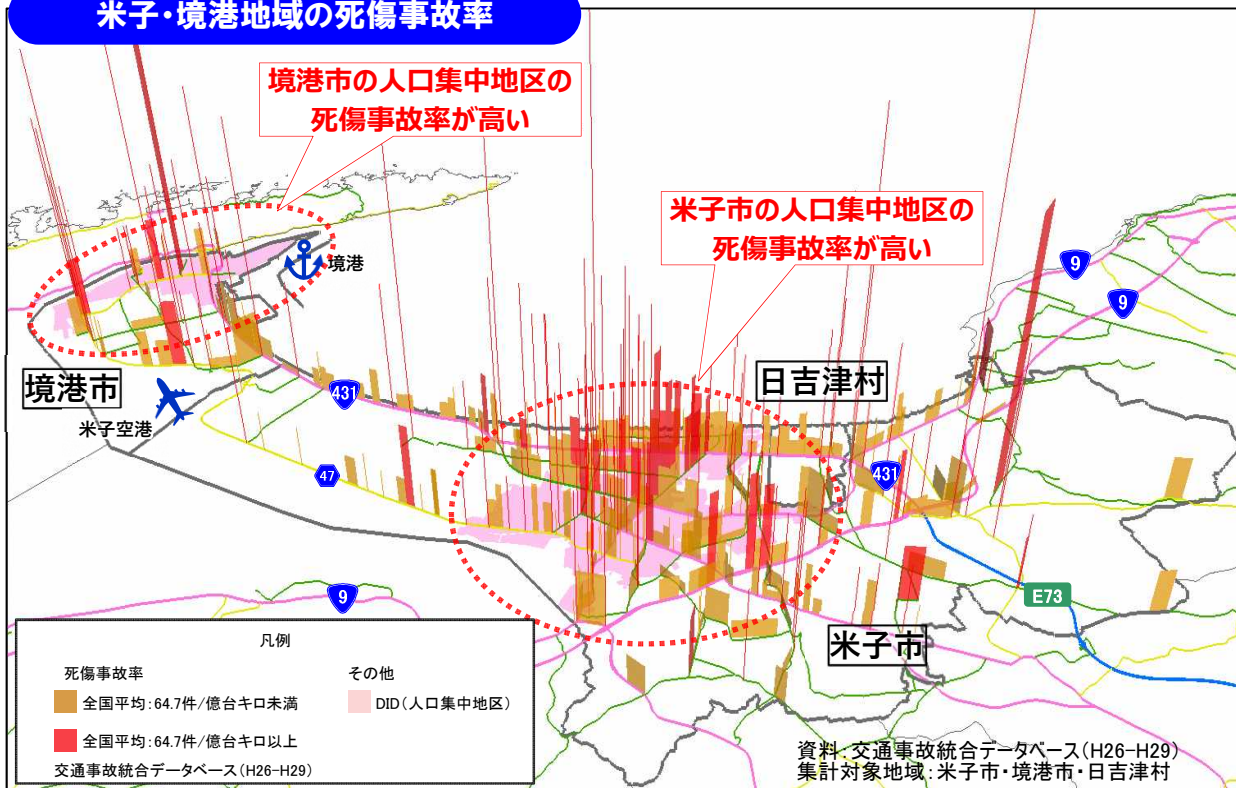 米子・境港地域の死傷事故率
境港市の人口集中地区の
死傷事故率が高い
米子市の人口集中地区の
死傷事故率が高い
境港
9
9
境港市
米子空港
431
日吉津村
47
431
9
E73
米子市
凡例
死傷事故率
その他
全国平均:64.7件/億台キロ未満
DID(人口集中地区)
全国平均:64.7件/億台キロ以上
交通事故統合データベース(H26-H29)
資料:交通事故統合データベース(H26-H29)
集計対象地域:米子市・境港市・日吉津村